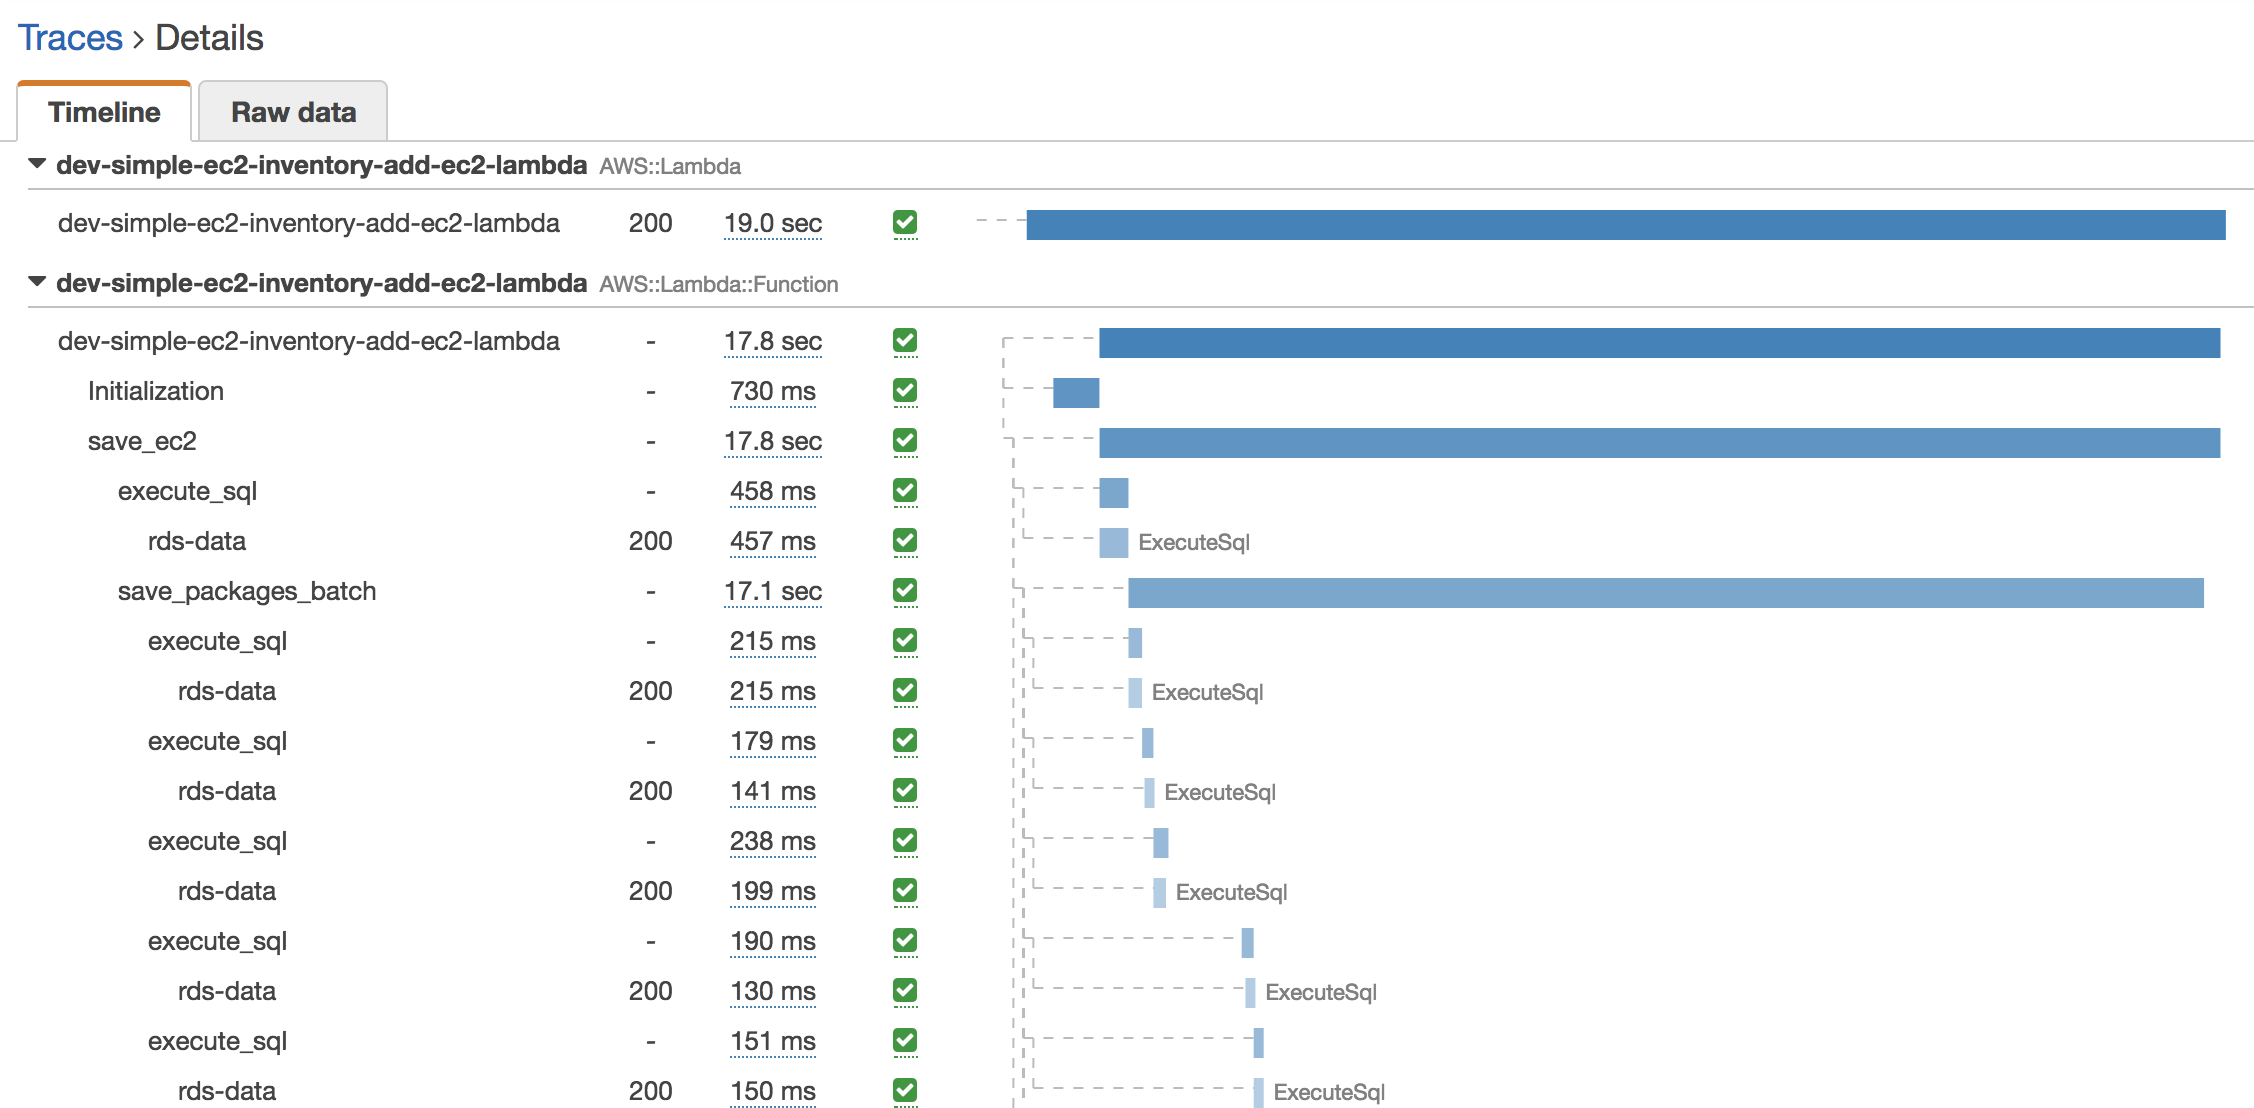 Traces > Details
Timeline Raw data
dev-simple-ec2-inventory-add-ec2-lambda AWS::Lambda
dev-simple-ec2-inventory-add-ec2-lambda 200 19.0 sec
dev-simple-ec2-inventory-add-ec2-lambda AWS::Lambda::Function
dev-simple-ec2-inventory-add-ec2-lambda - 17.8 sec
Initialization - 730 ms
save_ec2 - 17.8 sec
execute_sql - 458 ms
rds-data 200 457 ms ExecuteSql
save_packages_batch - 17.1 sec
execute_sql - 215 ms
rds-data 200 215 ms ExecuteSql
execute_sql - 179 ms
rds-data 200 141 ms ExecuteSql
execute_sql - 238 ms
rds-data 200 199 ms ExecuteSql
execute_sql - 190 ms
rds-data 200 130 ms ExecuteSql
execute_sql - 151 ms
rds-data 200 150 ms ExecuteSql